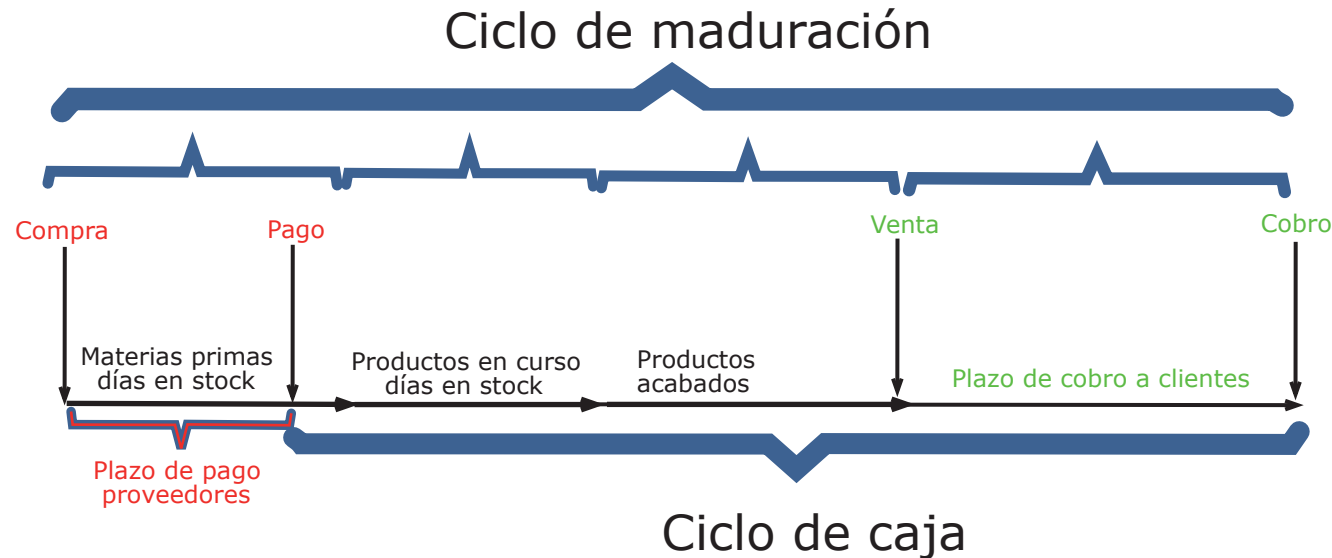 Ciclo de maduración
Compra
Pago
Venta
Cobro
Materias primas
días en stock
Productos en curso
días en stock
Productos
acabados
Plazo de cobro a clientes
Plazo de pago
proveedores
Ciclo de caja